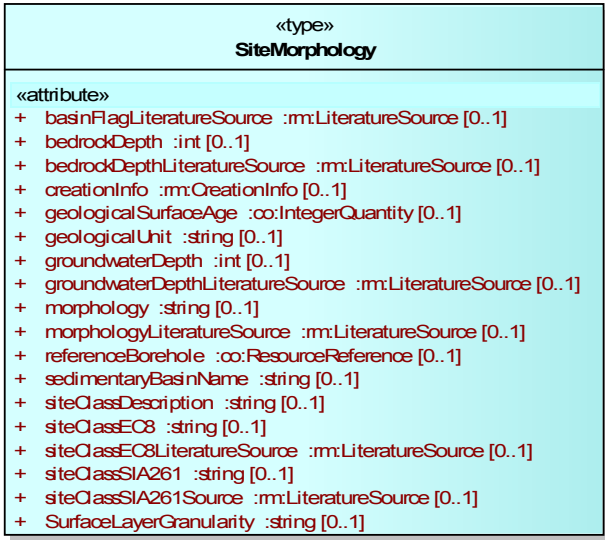 «type»
SiteMorphology
«attribute»
+ basinFlagLiteratureSource :rm:LiteratureSource [0..1]
+ bedrockDepth :int [0..1]
+ bedrockDepthLiteratureSource :rm:LiteratureSource [0..1]
+ creationInfo :rm:CreationInfo [0..1]
+ geologicalSurfaceAge :co:IntegerQuantity [0..1]
+ geologicalUnit :string [0..1]
+ groundwaterDepth :int [0..1]
+ groundwaterDepthLiteratureSource :rm:LiteratureSource [0..1]
+ morphology :string [0..1]
+ morphologyLiteratureSource :rm:LiteratureSource [0..1]
+ referenceBorehole :co:ResourceReference [0..1]
+ sedimentaryBasinName :string [0..1]
+ siteClassDescription :string [0..1]
+ siteClassEC8 :string [0..1]
+ siteClassEC8LiteratureSource :rm:LiteratureSource [0..1]
+ siteClassSIA261 :string [0..1]
+ siteClassSIA261Source :rm:LiteratureSource [0..1]
+ SurfaceLayerGranularity :string [0..1]